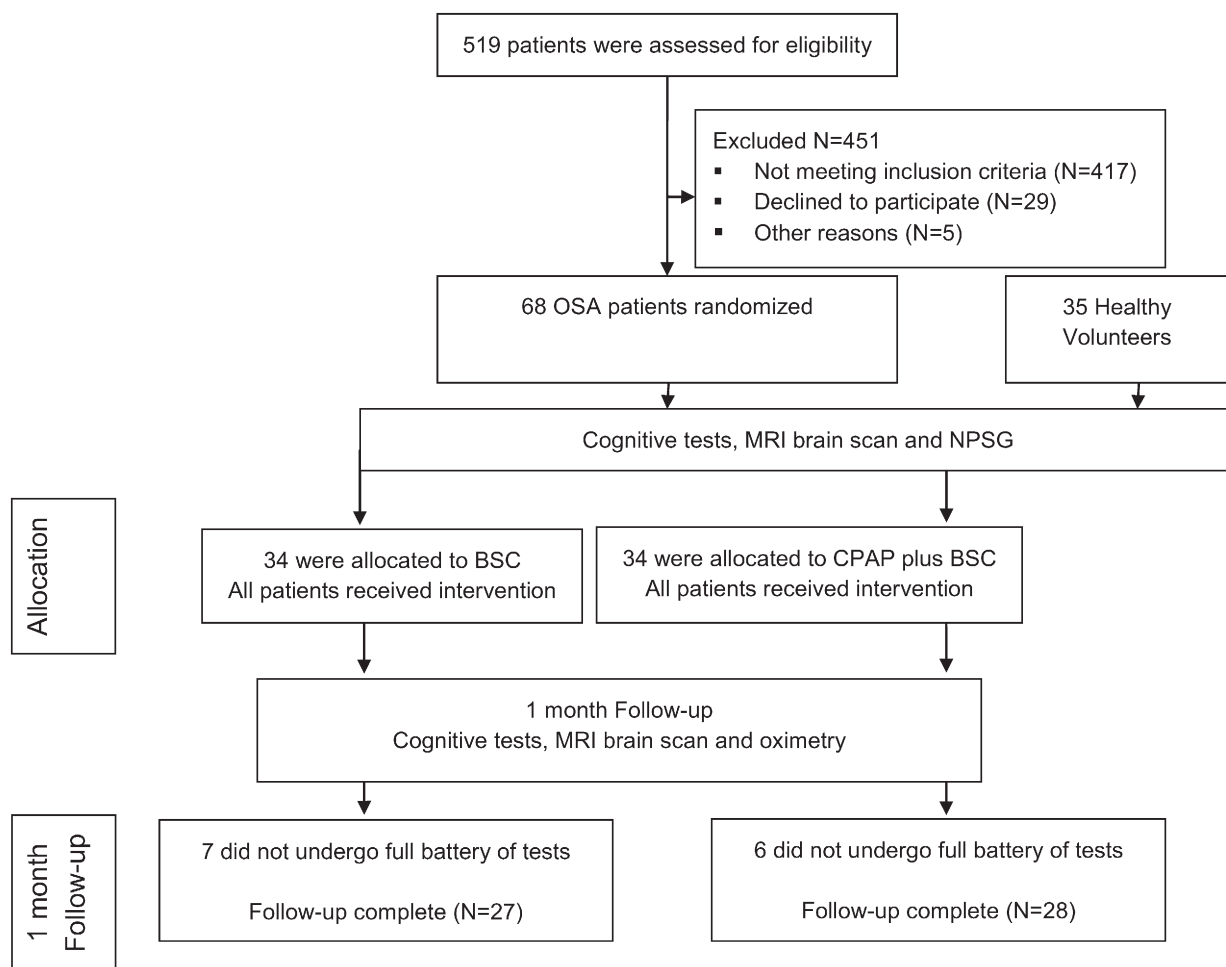 519 patients were assessed for eligibility
Excluded N=451
▪ Not meeting inclusion criteria (N=417)
▪ Declined to participate (N=29)
▪ Other reasons (N=5)
68 OSA patients randomized
35 Healthy
Volunteers
Cognitive tests, MRI brain scan and NPSG
Allocation
34 were allocated to BSC
All patients received intervention
34 were allocated to CPAP plus BSC
All patients received intervention
1 month Follow-up
Cognitive tests, MRI brain scan and oximetry
1 month
Follow-up
7 did not undergo full battery of tests
Follow-up complete (N=27)
6 did not undergo full battery of tests
Follow-up complete (N=28)